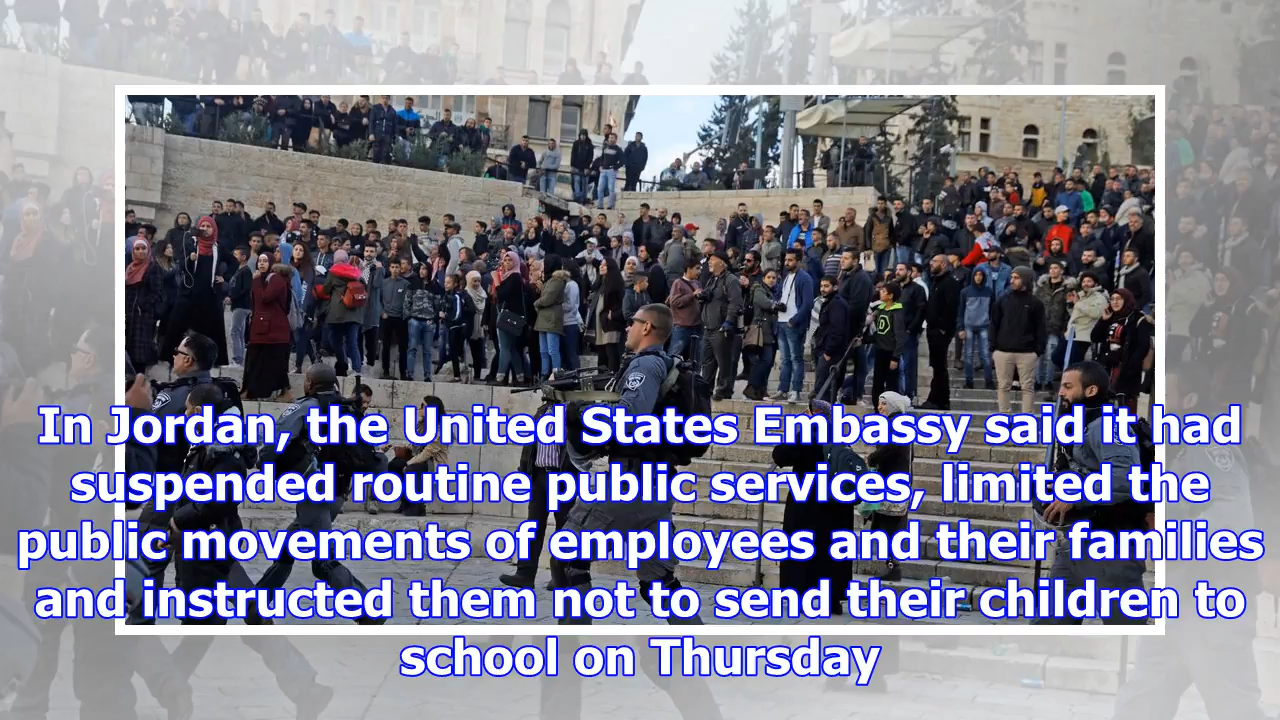 In Jordan, the United States Embassy said it had
suspended routine public services, limited the
public movements of employees and their families
and instructed them not to send their children to
school on Thursday